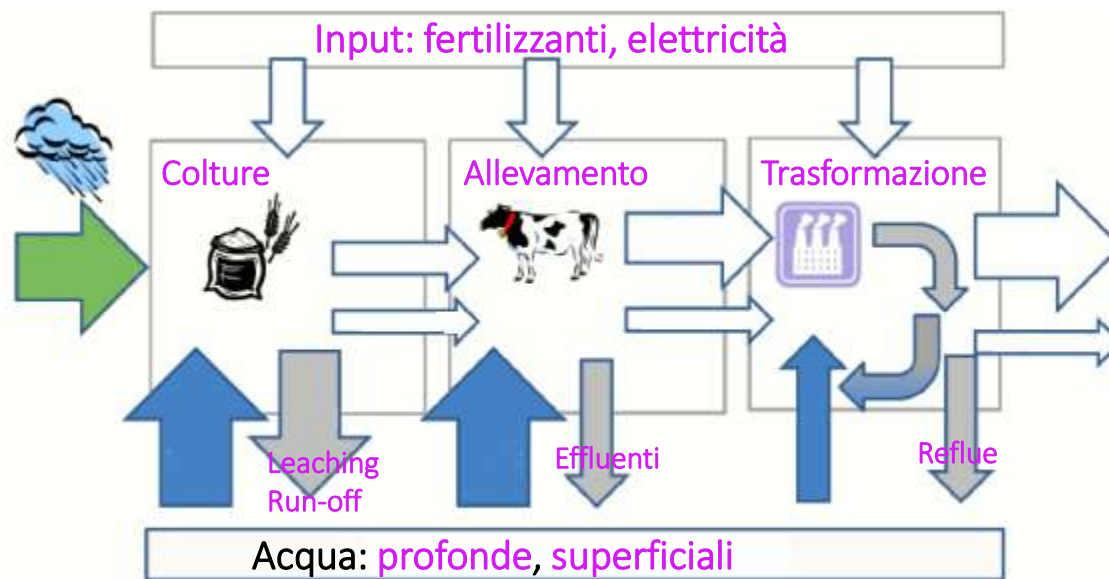 Input: fertilizzanti, elettricità
Colture
Allevamento
Trasformazione
Leaching
Run-off
Effluenti
Reflue
Acqua: profonde, superficiali